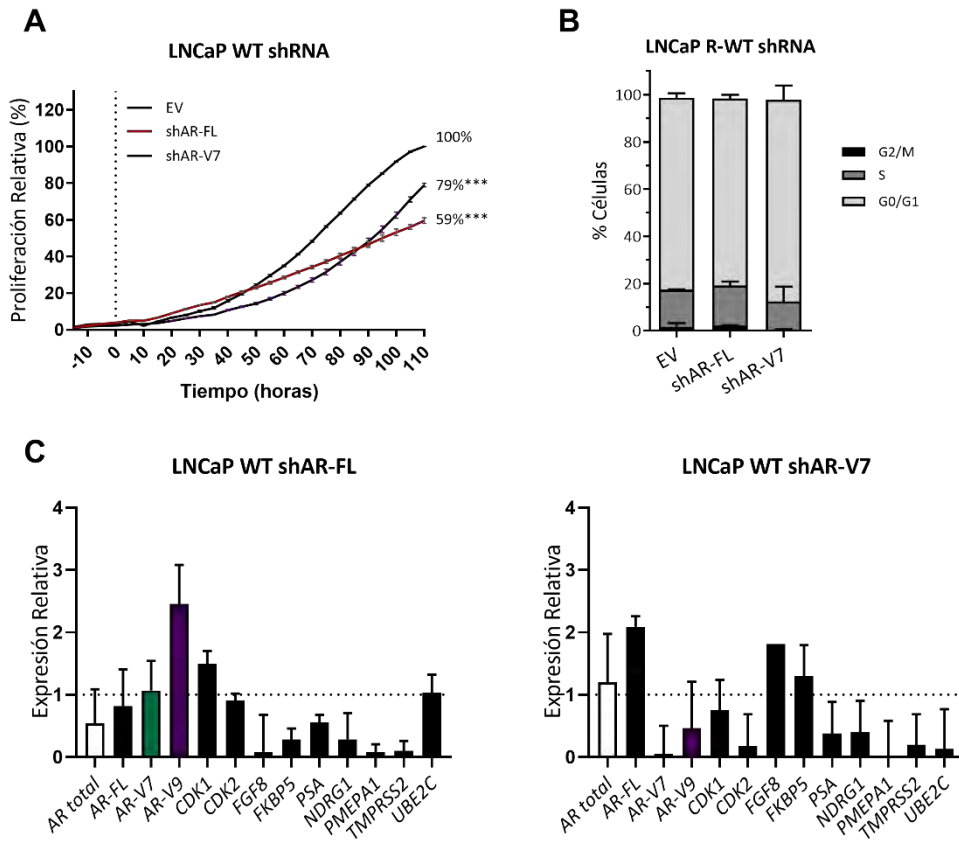 A
LNCaP WT shRNA
Proliferación Relativa (%)
120
100
80
60
40
20
0
EV
shAR-FL
shAR-V7
100%
79%***
59%***
-10
0
10
20
30
40
50
60
70
80
90
100
110
Tiempo (horas)
B
LNCaP R-WT shRNA
% Células
100
80
60
40
20
0
EV
shAR-FL
shAR-V7
G2/M
S
G0/G1
C
LNCaP WT shAR-FL
Expresión Relativa
4
3
2
1
0
AR total
AR-FL
AR-V7
AR-V9
CDK1
CDK2
FGF8
FKBP5
PSA
NDRG1
PMEPA1
TMPRSS2
UBE2C
LNCaP WT shAR-V7
Expresión Relativa
4
3
2
1
0
AR total
AR-FL
AR-V7
AR-V9
CDK1
CDK2
FGF8
FKBP5
PSA
NDRG1
PMEPA1
TMPRSS2
UBE2C